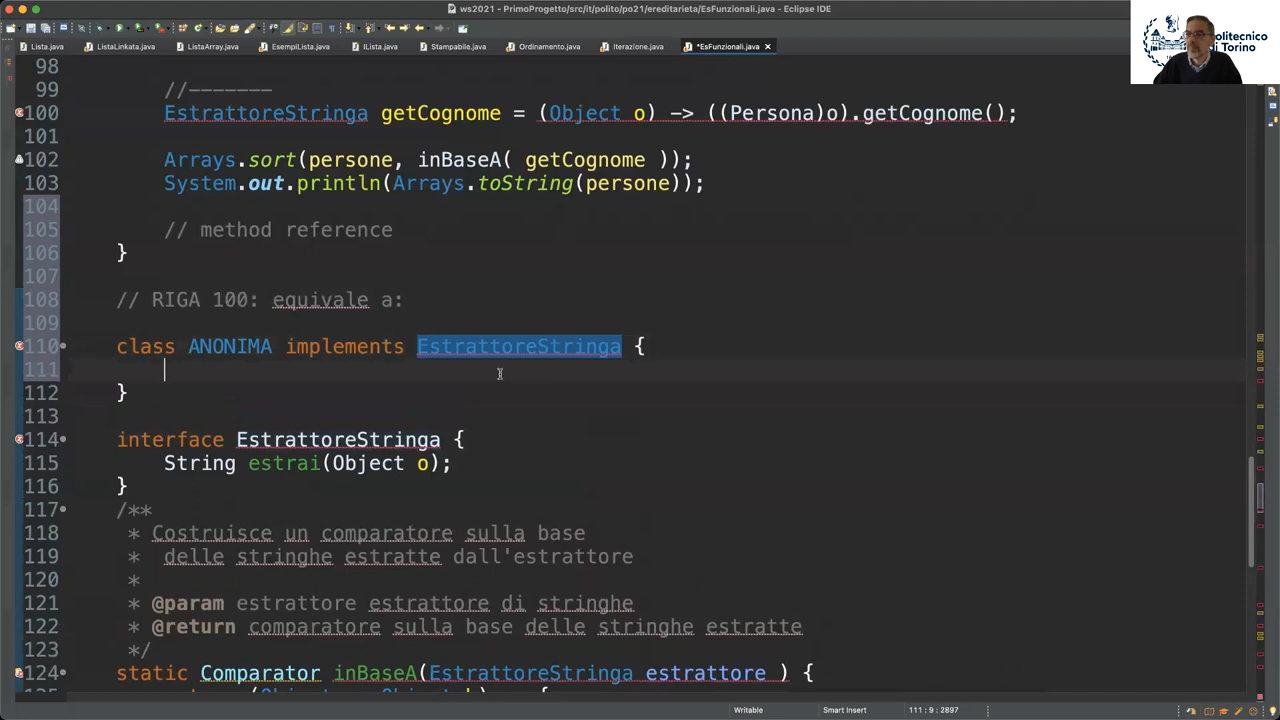 ws2021 - PrimoProgetto/src/it/polito/po21/ereditarieta/EsFunzionali.java - Eclipse IDE
Lista.java ListaLinkata.java ListaArray.java EsempiLista.java IListe.java Stampabile.java Ordinamento.java Iterazione.java *EsFunzionali.java
Politecnico
di Torino
98
99 //-------
100 EstrattoreStringa getCognome = (Object o) -> ((Persona)o).getCognome();
101
102 Arrays.sort(persone, inBaseA( getCognome ));
103 System.out.println(Arrays.toString(persone));
104
105 // method reference
106 }
107
108 // RIGA 100: equivale a:
109
110 class ANONIMA implements EstrattoreStringa {
111
112 }
113
114 interface EstrattoreStringa {
115 String estrai(Object o);
116 }
117 /**
118 * Costruisce un comparatore sulla base
119 * delle stringhe estratte dall'estrattore
120 *
121 * @param estrattore estrattore di stringhe
122 * @return comparatore sulla base delle stringhe estratte
123 */
124 static Comparator inBaseA(EstrattoreStringa estrattore ) {
Writable Smart Insert 111 : 9 : 2897